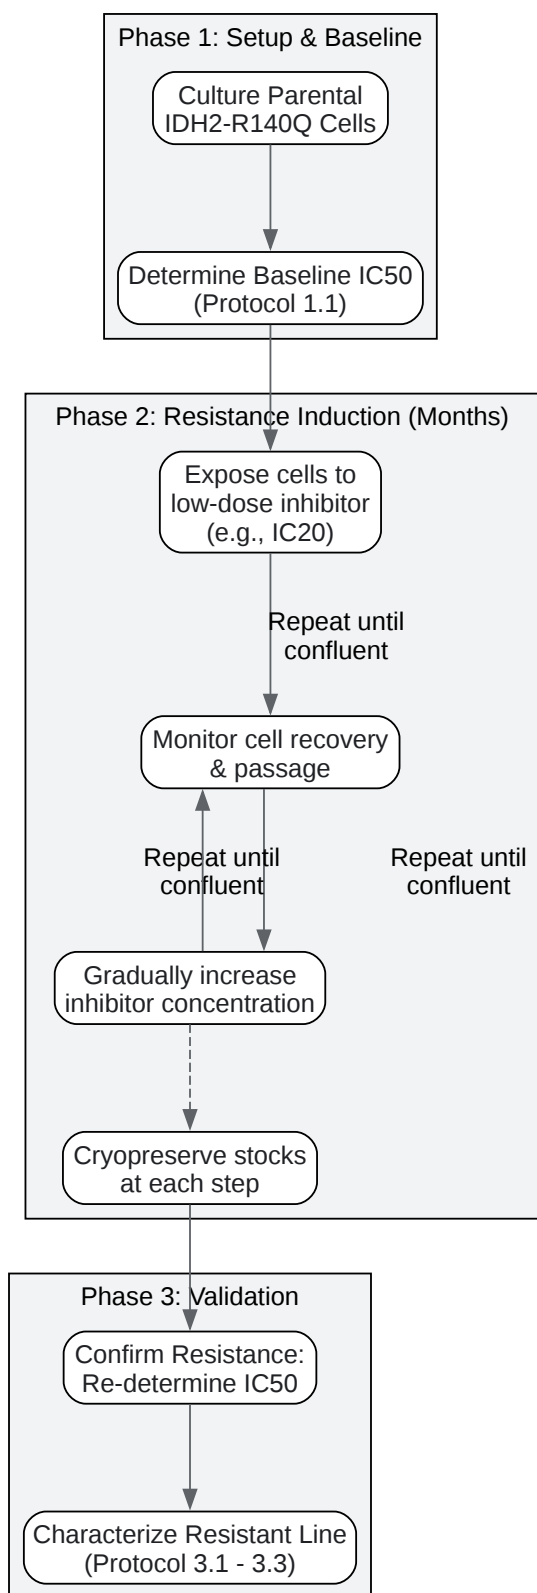 Phase 1: Setup & Baseline
Culture Parental
IDH2-R140Q Cells
Determine Baseline IC50
(Protocol 1.1)
Phase 2: Resistance Induction (Months)
Expose cells to
low-dose inhibitor
(e.g., IC20)
Repeat until
confluent
Monitor cell recovery
& passage
Repeat until
confluent
Repeat until
confluent
Gradually increase
inhibitor concentration
Cryopreserve stocks
at each step
Phase 3: Validation
Confirm Resistance:
Re-determine IC50
Characterize Resistant Line
(Protocol 3.1 - 3.3)